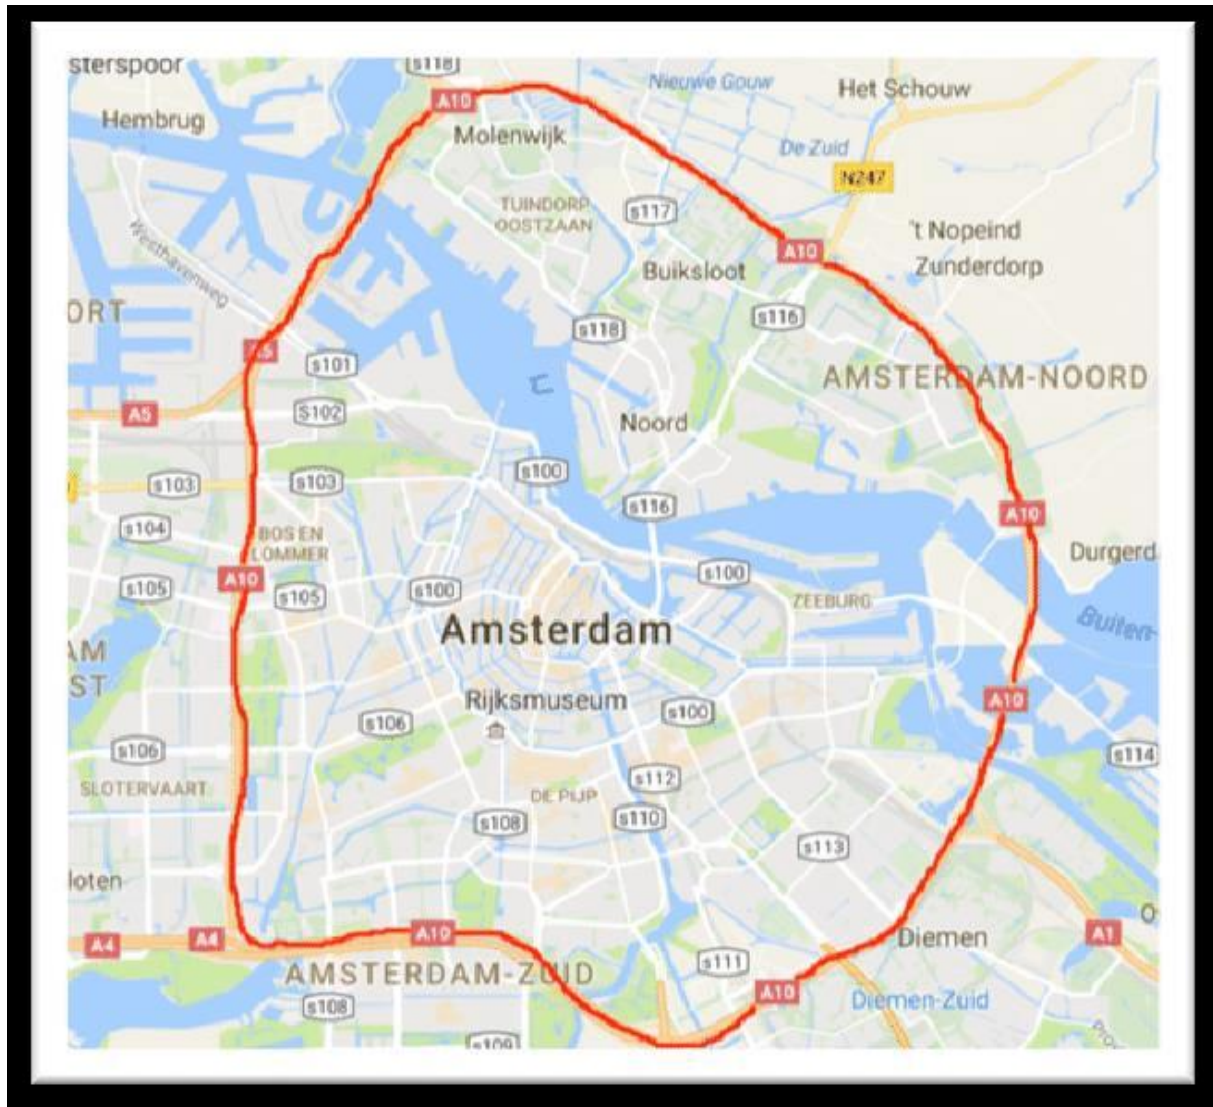 sterspoor
s118
Nieuwe Gouw
Het Schouw
A10
Hembrug
Molenwijk
De Zuid
N247
TUINDORP
OOSTZAAN
s117
't Nopeind
Zunderdorp
A10
Westhavenweg
Buiksloot
ORT
s118
s116
A5
s101
AMSTERDAM-NOORD
A5
S102
Noord
s103
s103
s100
s116
A10
s104
BOS EN
LOMMER
Durgerd
A10
s105
s105
s100
s100
ZEEBURG
Buiten-
Amsterdam
AM
ST
Rijksmuseum
s100
A10
s106
s106
s114
SLOTERVAART
s112
DE PIJP
s108
s110
s113
loten
A4
A4
A10
Diemen
O
A1
AMSTERDAM-ZUID
s111
s108
A10
Diemen-Zuid
s109